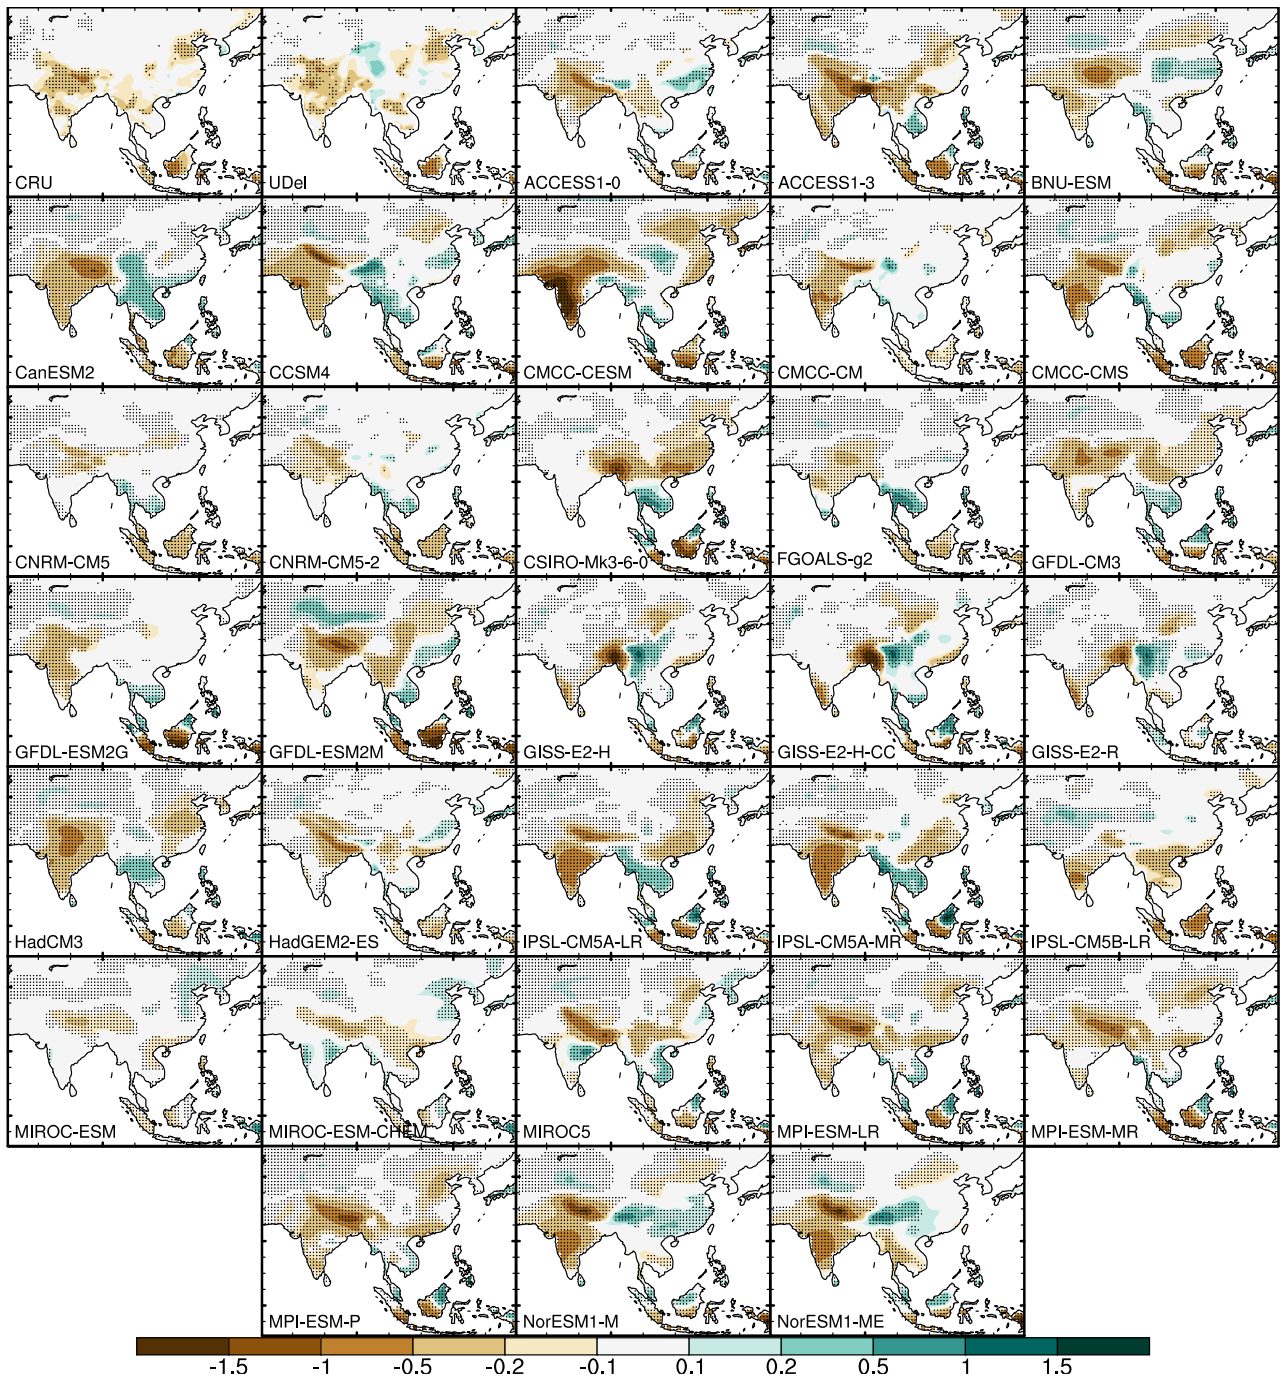 CRU UDel ACCESS1-0 ACCESS1-3 BNU-ESM
CanESM2 CCSM4 CMCC-CESM CMCC-CM CMCC-CMS
CNRM-CM5 CNRM-CM5-2 CSIRO-Mk3-6-0 FGOALS-g2 GFDL-CM3
GFDL-ESM2G GFDL-ESM2M GISS-E2-H GISS-E2-H-CC GISS-E2-R
HadCM3 HadGEM2-ES IPSL-CM5A-LR IPSL-CM5A-MR IPSL-CM5B-LR
MIROC-ESM MIROC-ESM-CHEM MIROC5 MPI-ESM-LR MPI-ESM-MR
MPI-ESM-P NorESM1-M NorESM1-ME
-1.5 -1 -0.5 -0.2 -0.1 0.1 0.2 0.5 1 1.5